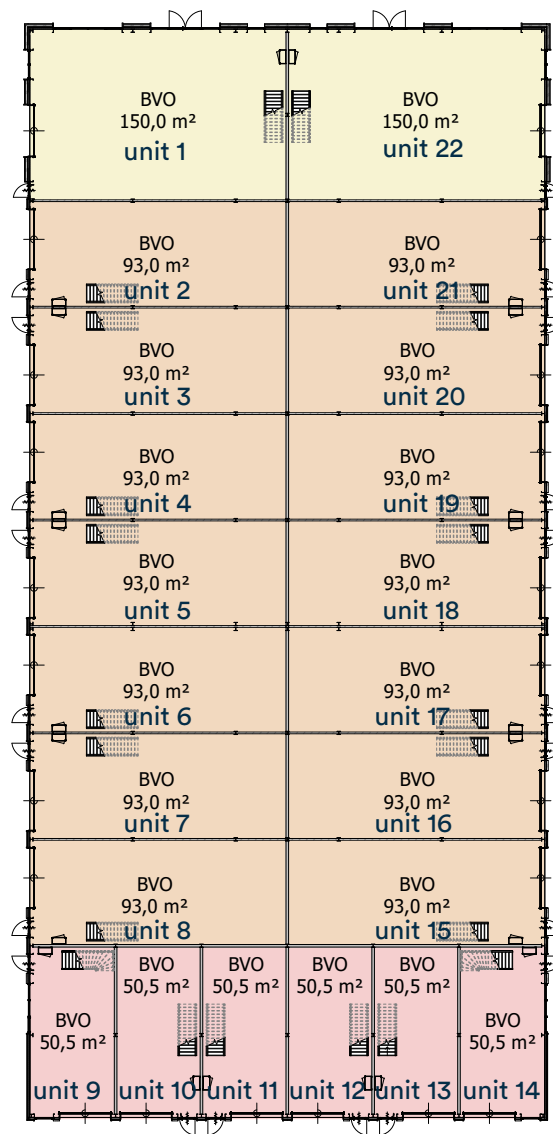 BVO
150,0 m²
unit 1
BVO
150,0 m²
unit 22
BVO
93,0 m²
unit 2
BVO
93,0 m²
unit 21
BVO
93,0 m²
unit 3
BVO
93,0 m²
unit 20
BVO
93,0 m²
unit 4
BVO
93,0 m²
unit 19
BVO
93,0 m²
unit 5
BVO
93,0 m²
unit 18
BVO
93,0 m²
unit 6
BVO
93,0 m²
unit 17
BVO
93,0 m²
unit 7
BVO
93,0 m²
unit 16
BVO
93,0 m²
unit 8
BVO
93,0 m²
unit 15
BVO
50,5 m²
unit 9
BVO
50,5 m²
unit 10
BVO
50,5 m²
unit 11
BVO
50,5 m²
unit 12
BVO
50,5 m²
unit 13
BVO
50,5 m²
unit 14